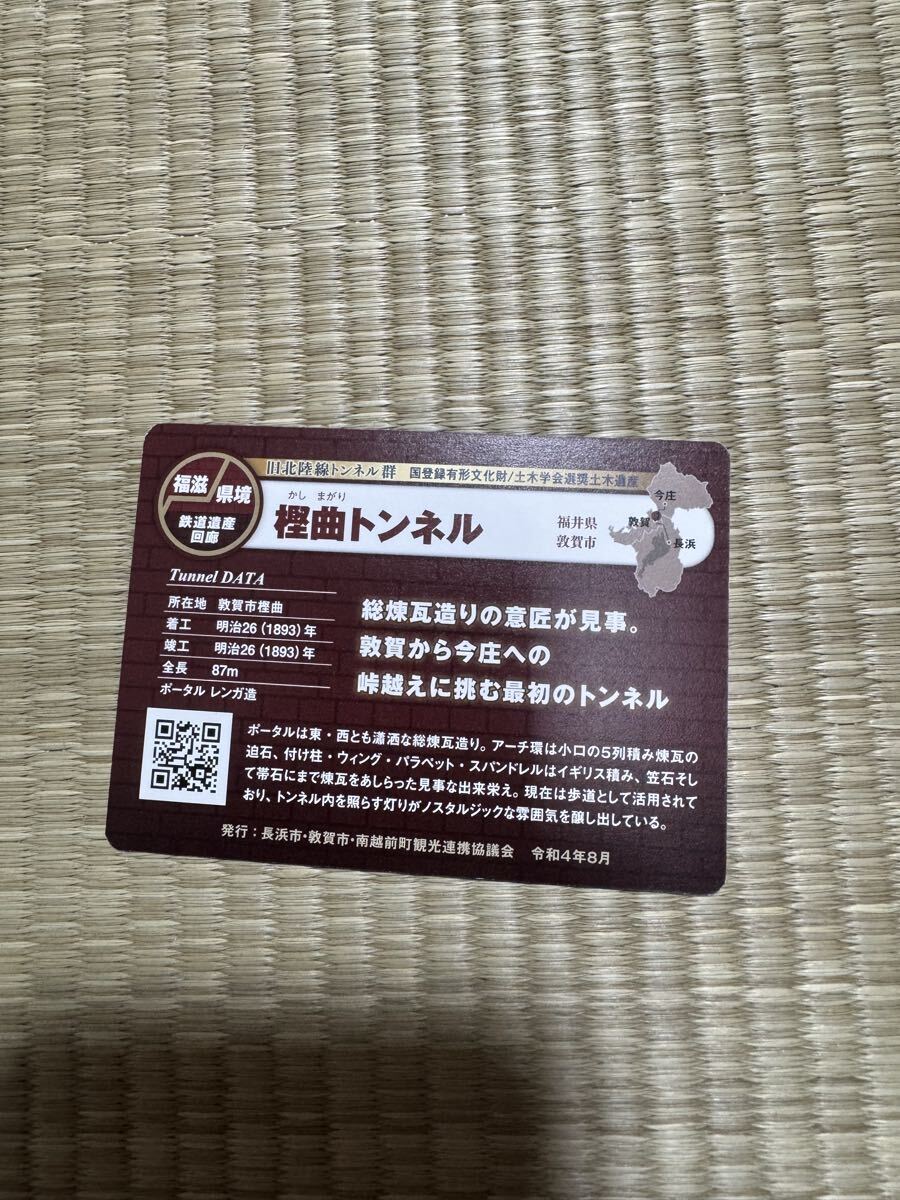 旧北陸線トンネル群 国登録有形文化財/土木学会選奨土木遺産
福滋 県境
鉄道遺産
回廊
かし まがり
樫曲トンネル
福井県
敦賀市
今庄
敦賀
長浜
Tunnel DATA
所在地 敦賀市樫曲
着工 明治26(1893)年
竣工 明治26(1893)年
全長 87m
ポータル レンガ造
総煉瓦造りの意匠が見事。
敦賀から今庄への
峠越えに挑む最初のトンネル
ポータルは東・西とも瀟洒な総煉瓦造り。アーチ環は小口の5列積み煉瓦の
迫石、付け柱・ウィング・パラペット・スパンドレルはイギリス積み、笠石そし
て帯石にまで煉瓦をあしらった見事な出来栄え。現在は歩道として活用されて
おり、トンネル内を照らす灯りがノスタルジックな雰囲気を醸し出している。
発行：長浜市・敦賀市・南越前町観光連携協議会 令和4年8月